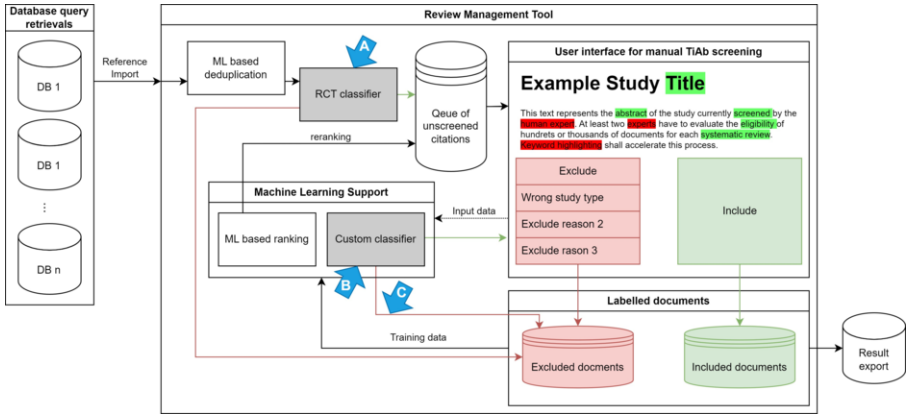 Database query
retrievals
DB 1
DB 1
...
DB n
Reference
Import
Review Management Tool
ML based
deduplication
A
RCT classifier
Qeue of
unscreened
citations
reranking
Machine Learning Support
ML based ranking
Custom classifier
B
C
Input data
Training data
User interface for manual TiAb screening
Example Study Title
This text represents the abstract of the study currently screened by the
human expert. At least two experts have to evaluate the eligibility of
hundrets or thousands of documents for each systematic review.
Keyword highlighting shall accelerate this process.
Exclude
Wrong study type
Exclude reason 2
Exclude rason 3
Include
Labelled documents
Excluded docments
Included documents
Result
export